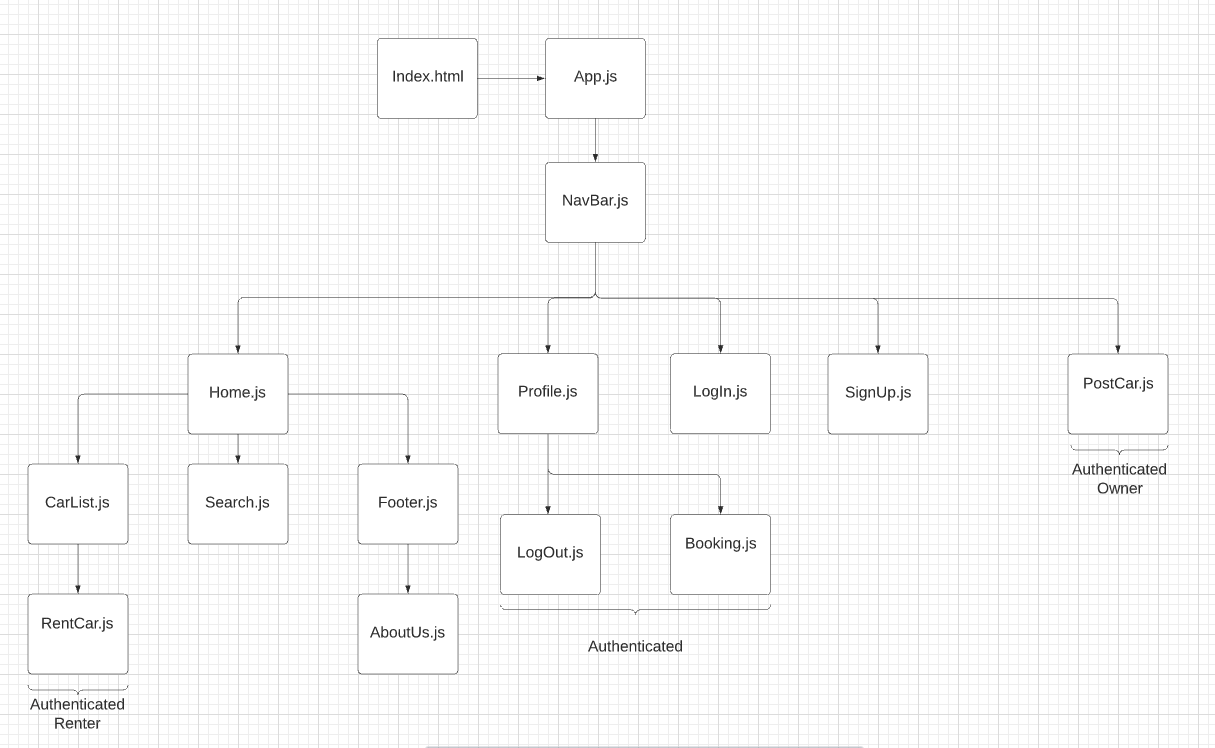 Index.html
App.js
NavBar.js
Home.js
Profile.js
LogIn.js
SignUp.js
PostCar.js
Authenticated
Owner
CarList.js
Search.js
Footer.js
LogOut.js
Booking.js
RentCar.js
AboutUs.js
Authenticated
Authenticated
Renter